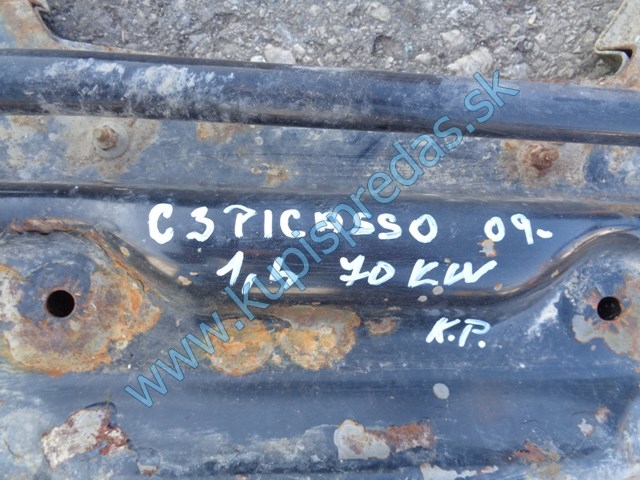 C3 PICASSO 09-
1,4 70 KW
K.P.
www.kupispredas.sk